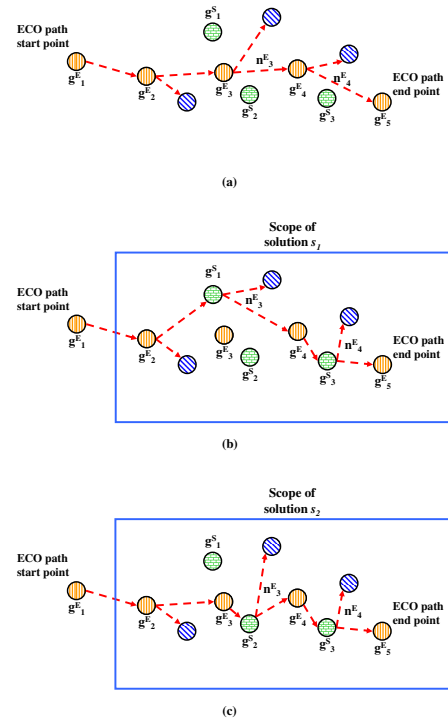 ECO path
start point
g^E_1
g^E_2
g^S_1
g^E_3
n^E_3
g^S_2
g^E_4
n^E_4
g^S_3
ECO path
end point
g^E_5
(a)
Scope of
solution s_1
ECO path
start point
g^E_1
g^E_2
g^S_1
n^E_3
g^E_3
g^S_2
g^E_4
g^S_3
n^E_4
ECO path
end point
g^E_5
(b)
Scope of
solution s_2
ECO path
start point
g^E_1
g^E_2
g^S_1
g^E_3
n^E_3
g^S_2
g^E_4
g^S_3
n^E_4
ECO path
end point
g^E_5
(c)